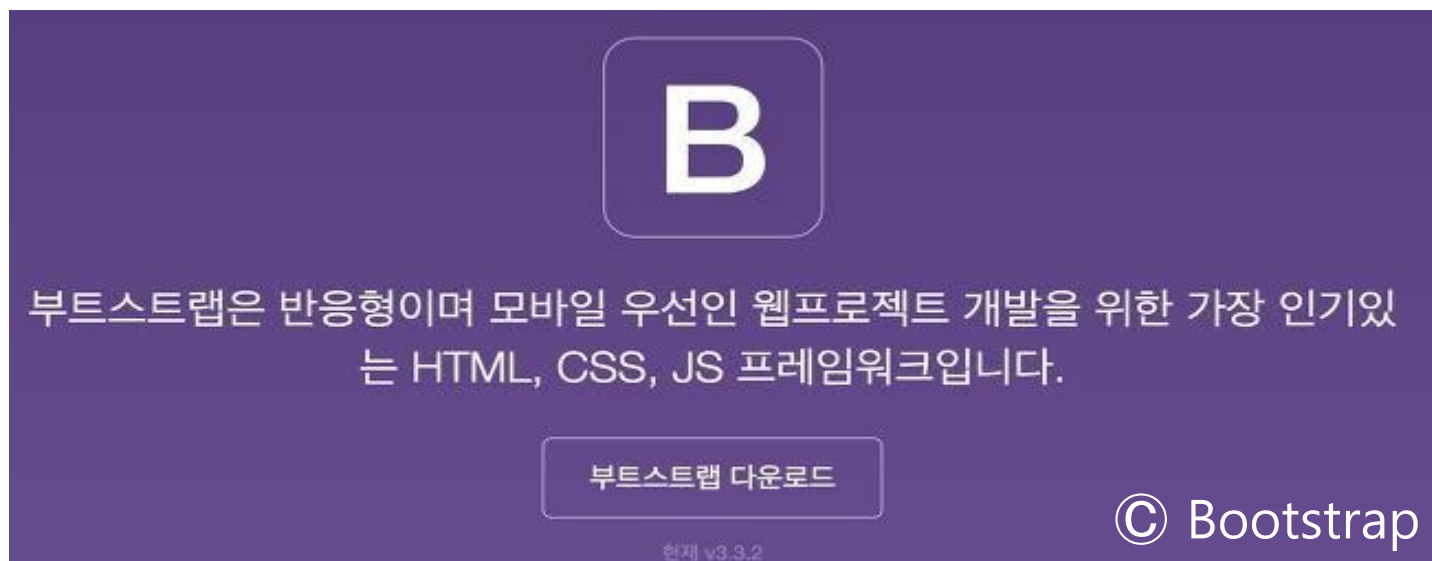 B
부트스트랩은 반응형이며 모바일 우선인 웹프로젝트 개발을 위한 가장 인기있
는 HTML, CSS, JS 프레임워크입니다.
부트스트랩 다운로드
현재 v3.3.2
ⓒ Bootstrap